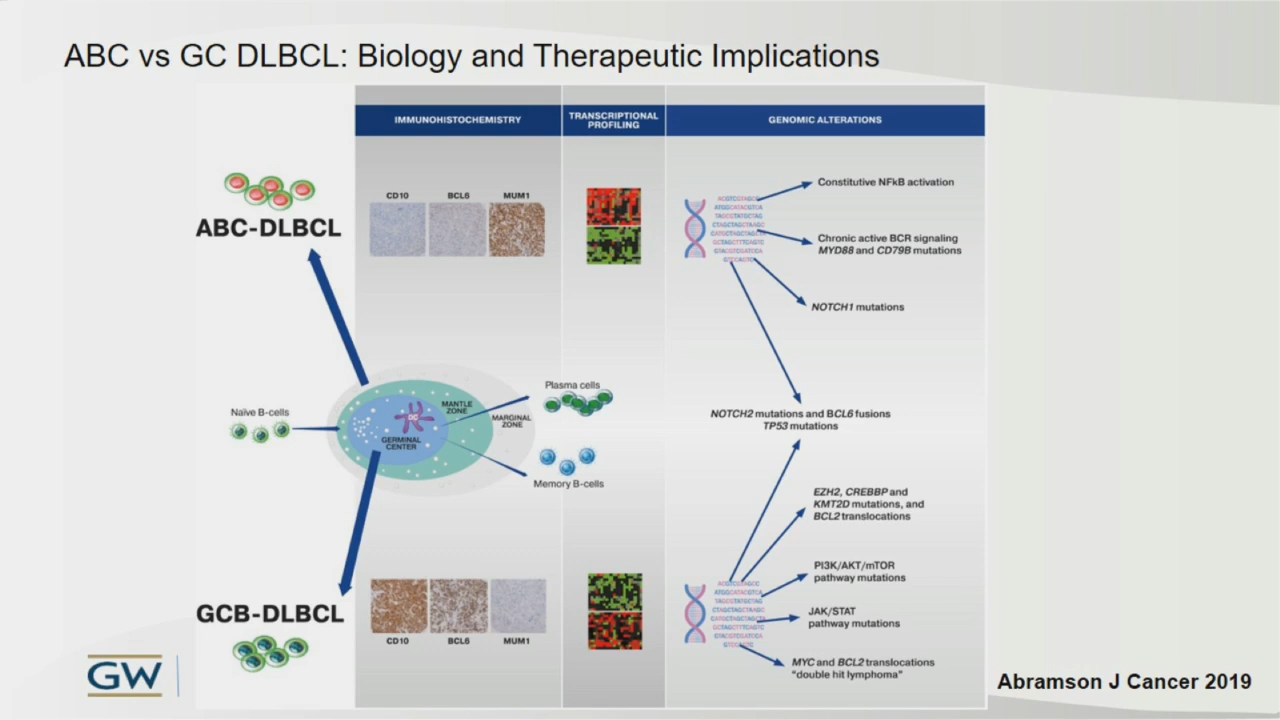 ABC vs GC DLBCL: Biology and Therapeutic Implications
IMMUNOHISTOCHEMISTRY
TRANSCRIPTIONAL
PROFILING
GENOMIC ALTERATIONS
ABC-DLBCL
CD10
BCL6
MUM1
Constitutive NFkB activation
Chronic active BCR signaling
MYD88 and CD79B mutations
NOTCH1 mutations
Naïve B-cells
GC
GERMINAL
CENTER
MANTLE
ZONE
MARGINAL
ZONE
Plasma cells
Memory B-cells
NOTCH2 mutations and BCL6 fusions
TP53 mutations
EZH2, CREBBP and
KMT2D mutations, and
BCL2 translocations
PI3K/AKT/mTOR
pathway mutations
JAK/STAT
pathway mutations
MYC and BCL2 translocations
“double hit lymphoma”
GCB-DLBCL
CD10
BCL6
MUM1
GW
Abramson J Cancer 2019